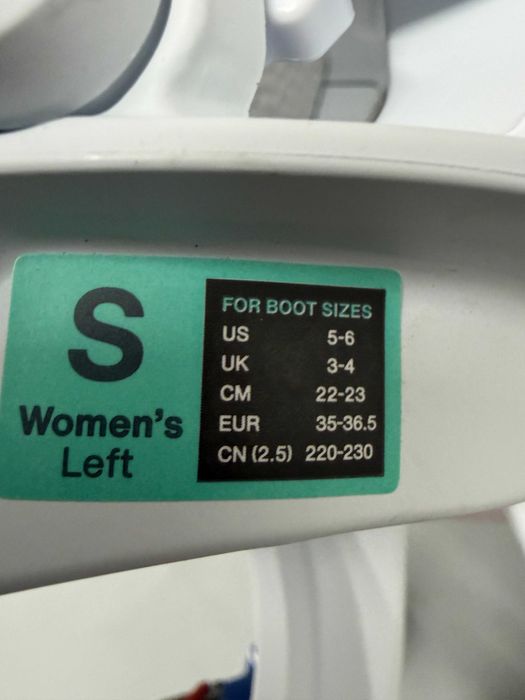 S
Women's
Left
FOR BOOT SIZES
US 5-6
UK 3-4
CM 22-23
EUR 35-36.5
CN (2.5) 220-230